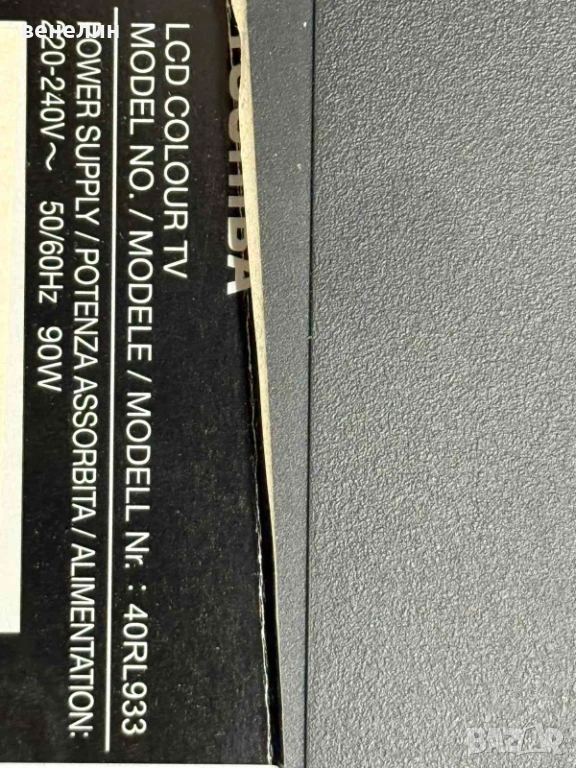 венелин
TOSHIBA
LCD COLOUR TV
MODEL NO. / MODELE / MODELL Nr. : 40RL933
POWER SUPPLY / POTENZA ASSORBITA / ALIMENTATION:
220-240V~ 50/60Hz 90W
BAZAR